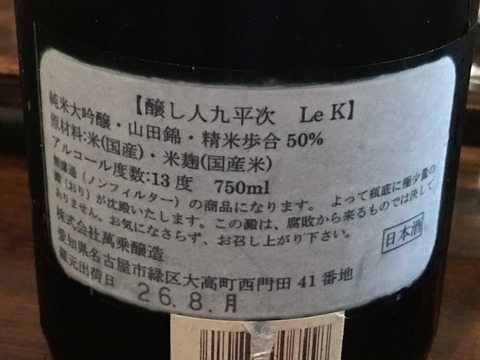 【醸し人九平次 Le K】
純米大吟醸・山田錦・精米歩合50%
原材料:米(国産)・米麹(国産米)
アルコール度数:13度 750ml
無濾過(ノンフィルター)の商品になります。よって瓶底に極少量の
澱(おり)が沈殿いたします。この澱は、腐敗から来るものでは決して
ありません。お気になさらず、お召し上がり下さい。
日本酒
株式会社萬乗醸造
愛知県名古屋市緑区大高町西門田41番地
蔵元出荷日 26.8.月